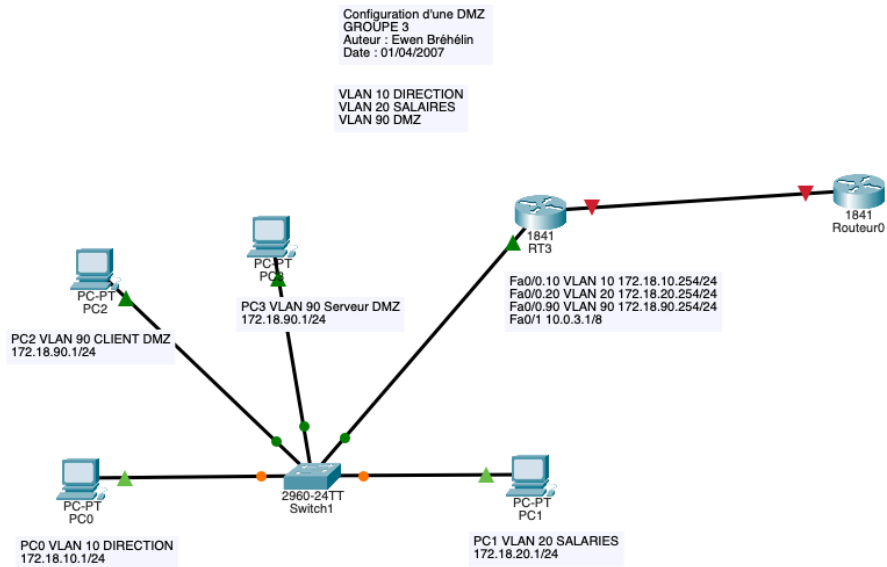 Configuration d'une DMZ
GROUPE 3
Auteur : Ewen Bréhélin
Date : 01/04/2007
VLAN 10 DIRECTION
VLAN 20 SALAIRES
VLAN 90 DMZ
1841
Routeur0
1841
RT3
PC-PT
PC3
PC-PT
PC2
Fa0/0.10 VLAN 10 172.18.10.254/24
Fa0/0.20 VLAN 20 172.18.20.254/24
Fa0/0.90 VLAN 90 172.18.90.254/24
Fa0/1 10.0.3.1/8
PC3 VLAN 90 Serveur DMZ
172.18.90.1/24
PC2 VLAN 90 CLIENT DMZ
172.18.90.1/24
2960-24TT
Switch1
PC-PT
PC0
PC-PT
PC1
PC0 VLAN 10 DIRECTION
172.18.10.1/24
PC1 VLAN 20 SALARIES
172.18.20.1/24